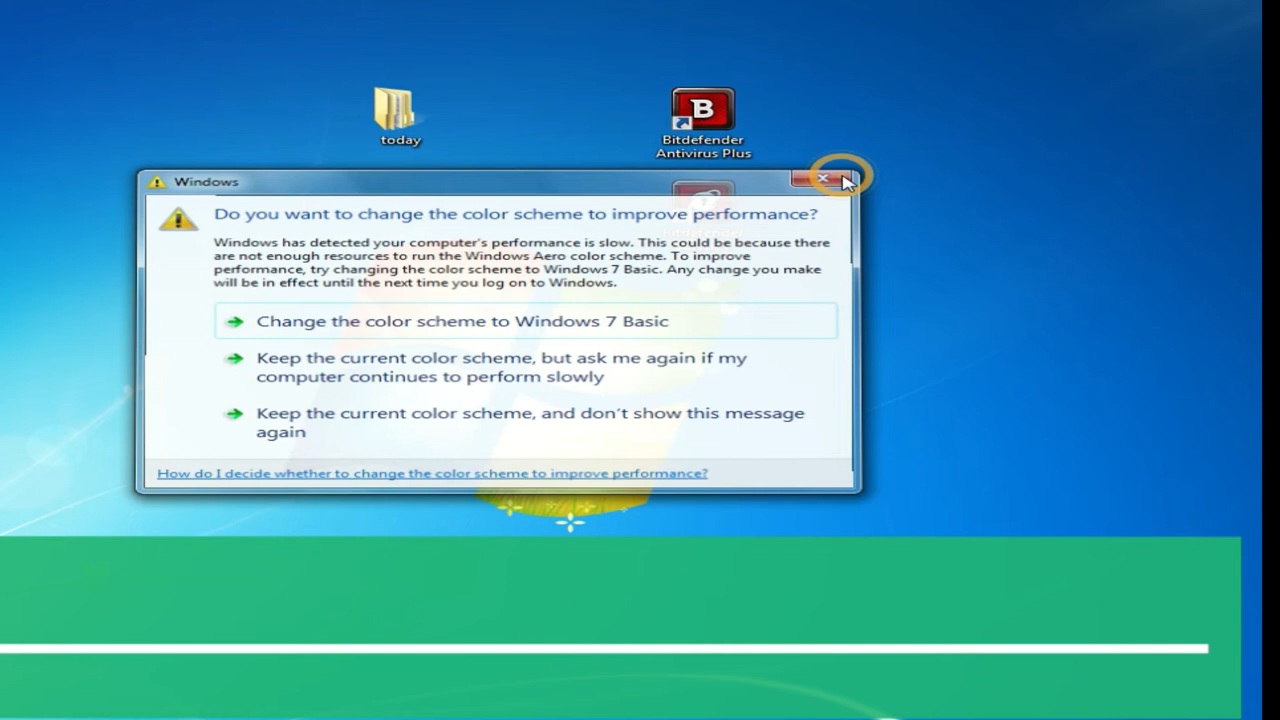 today
Bitdefender
Antivirus Plus
Windows
Do you want to change the color scheme to improve performance?
Windows has detected your computer's performance is slow. This could be because there
are not enough resources to run the Windows Aero color scheme. To improve
performance, try changing the color scheme to Windows 7 Basic. Any change you make
will be in effect until the next time you log on to Windows.
Change the color scheme to Windows 7 Basic
Keep the current color scheme, but ask me again if my
computer continues to perform slowly
Keep the current color scheme, and don't show this message
again
How do I decide whether to change the color scheme to improve performance?